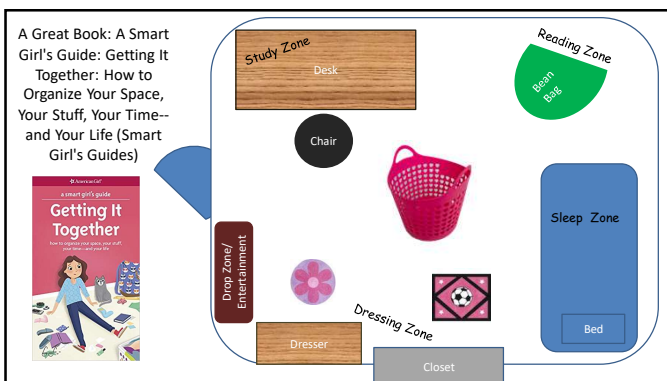 A Great Book: A Smart
Girl's Guide: Getting It
Together: How to
Organize Your Space,
Your Stuff, Your Time--
and Your Life (Smart
Girl's Guides)
American Girl
a smart girl's guide
Getting It
Together
how to organize your space, your stuff,
your time—and your life
Study Zone
Desk
Chair
Reading Zone
Bean
Bag
Sleep Zone
Bed
Drop Zone/
Entertainment
Dressing Zone
Dresser
Closet